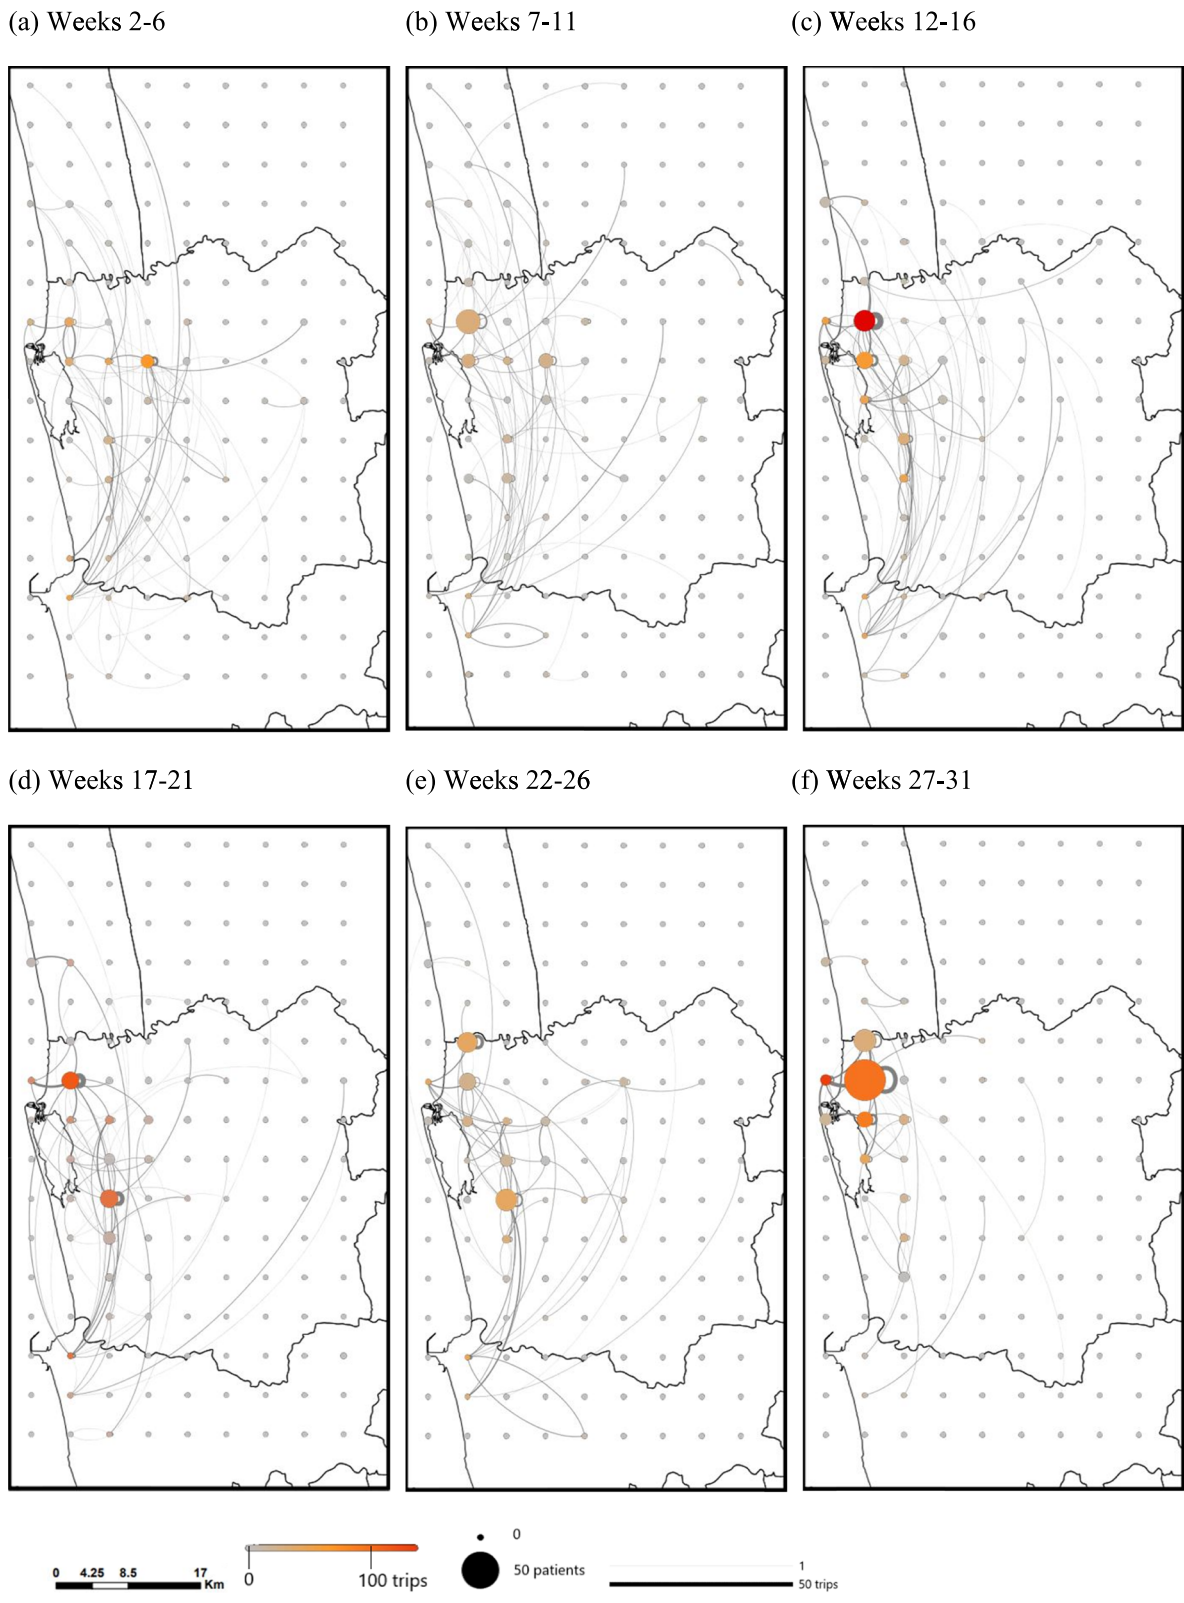 (a) Weeks 2-6
(b) Weeks 7-11
(c) Weeks 12-16
(d) Weeks 17-21
(e) Weeks 22-26
(f) Weeks 27-31
0 4.25 8.5 17
Km
0 100 trips
0
50 patients
1
50 trips